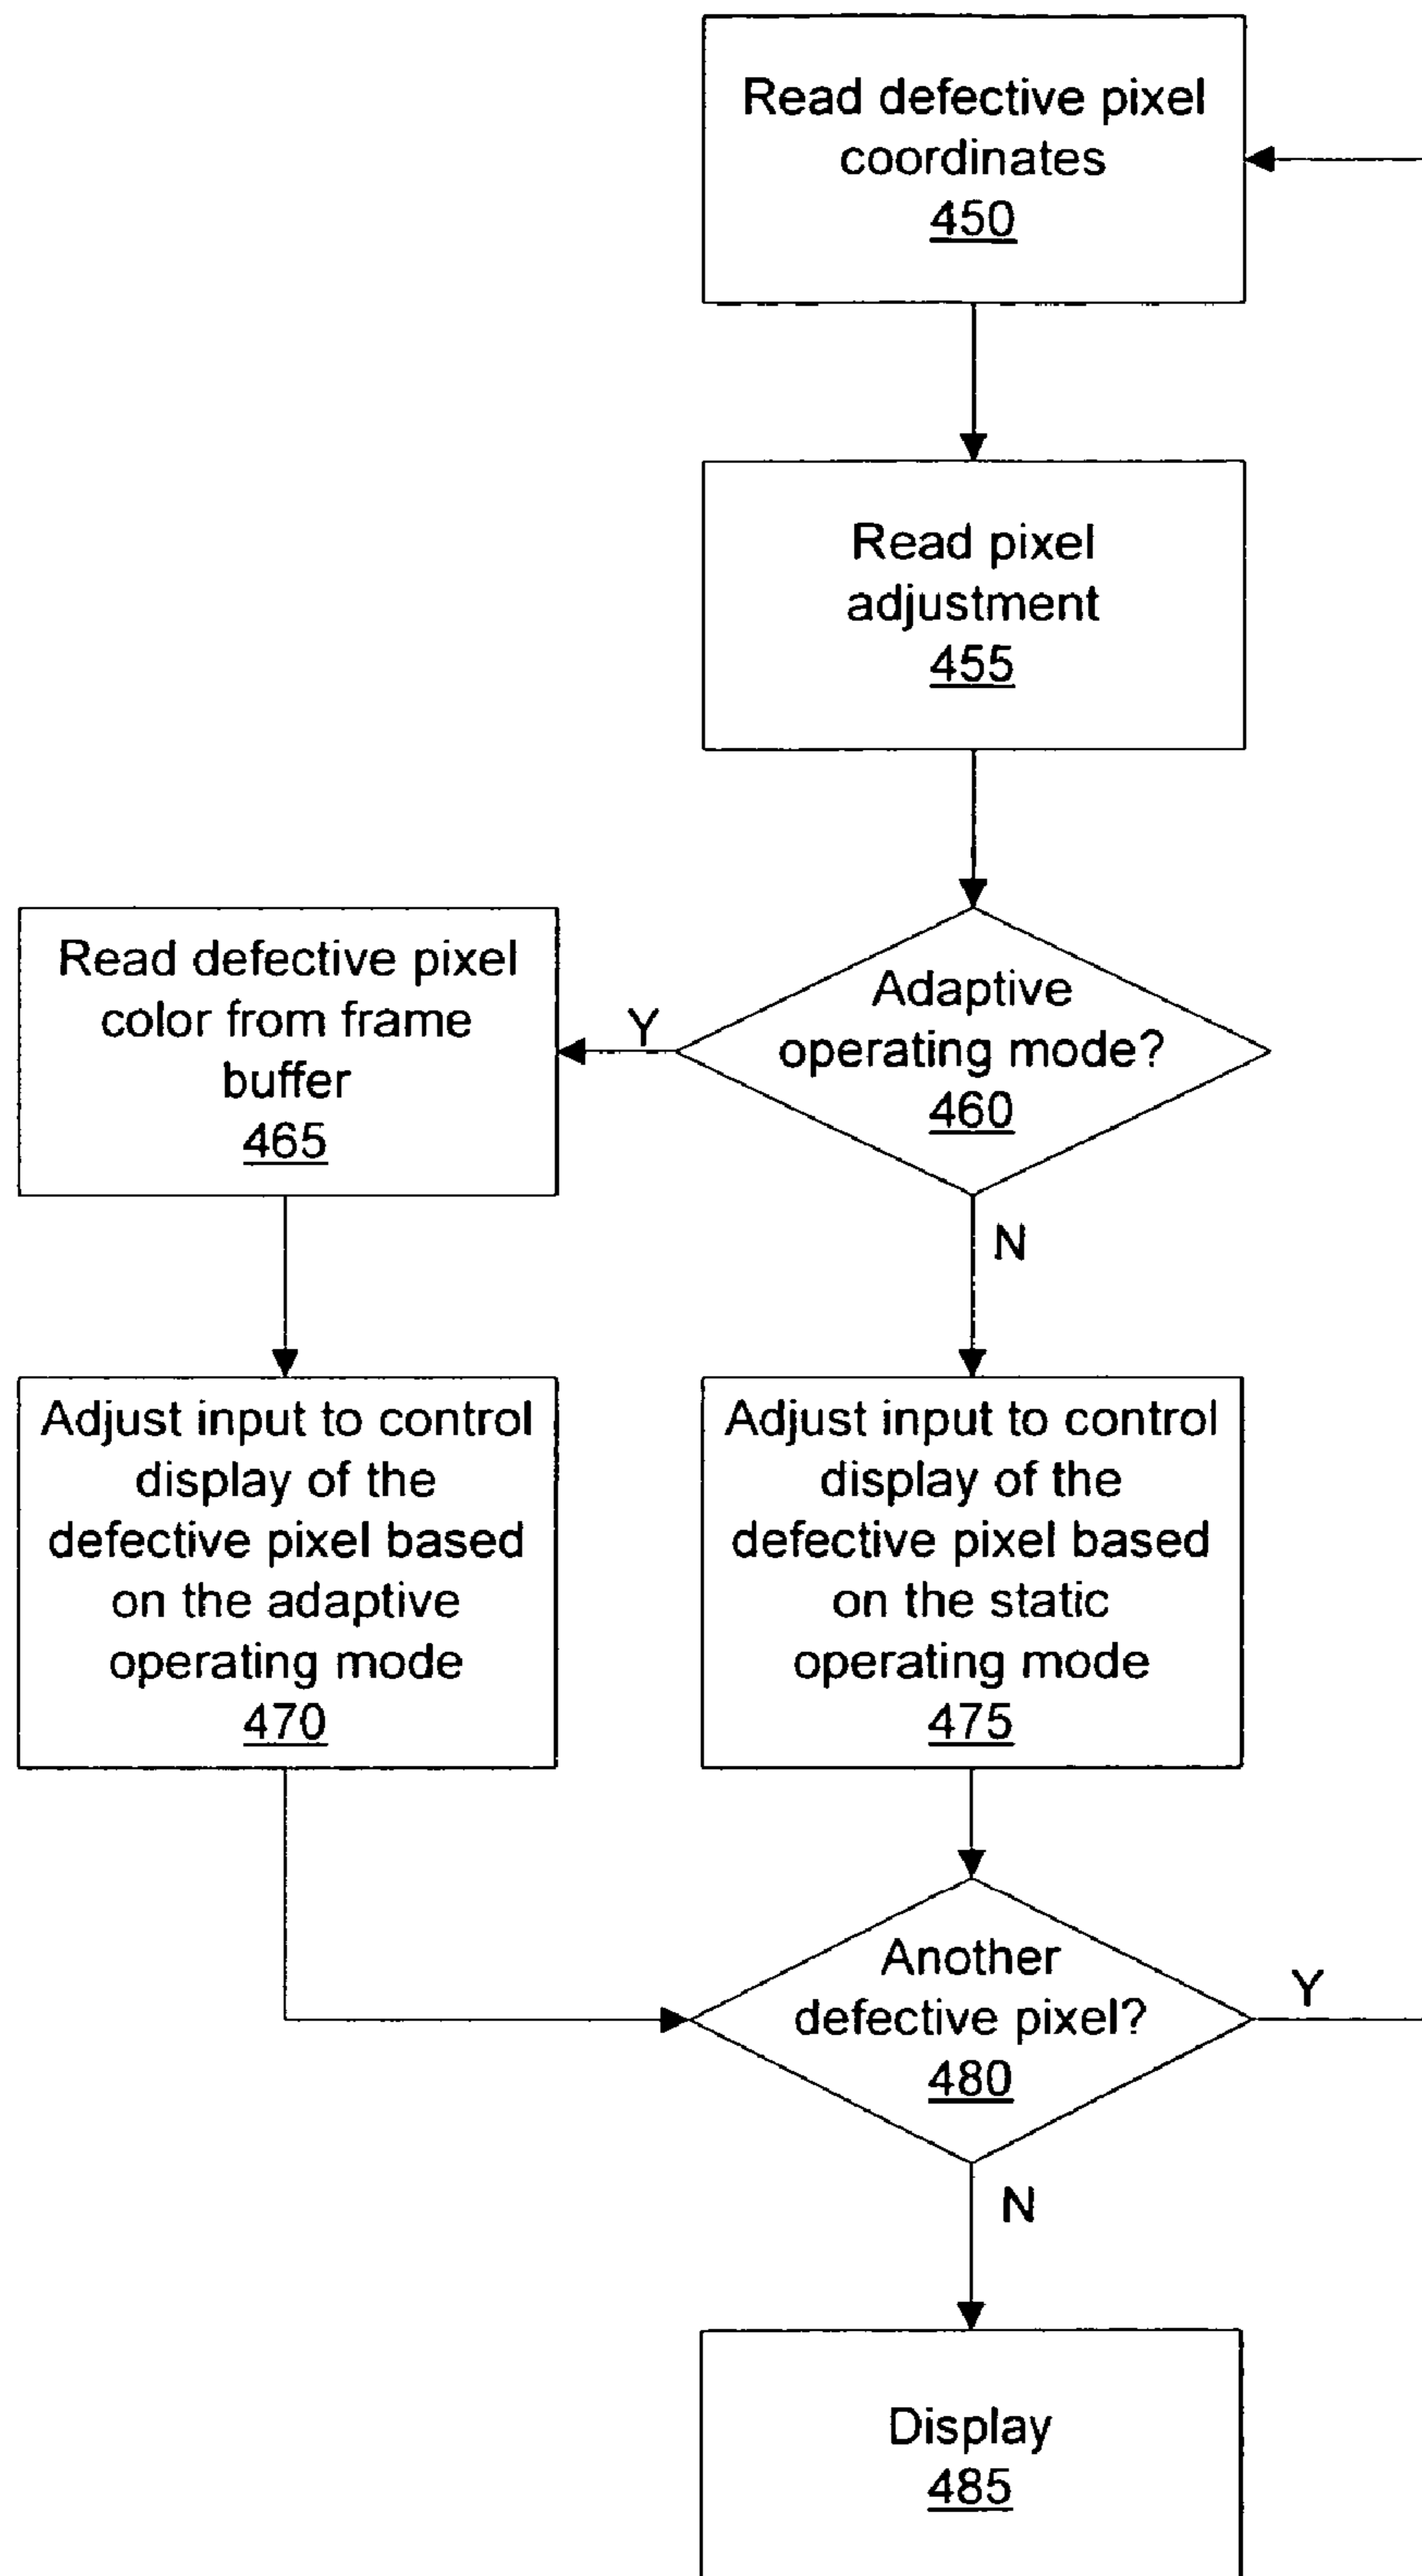 Read defective pixel
coordinates
450
Read pixel
adjustment
455
Adaptive
operating mode?
460
Y
N
Read defective pixel
color from frame
buffer
465
Adjust input to control
display of the
defective pixel based
on the adaptive
operating mode
470
Adjust input to control
display of the
defective pixel based
on the static
operating mode
475
Another
defective pixel?
480
Y
N
Display
485